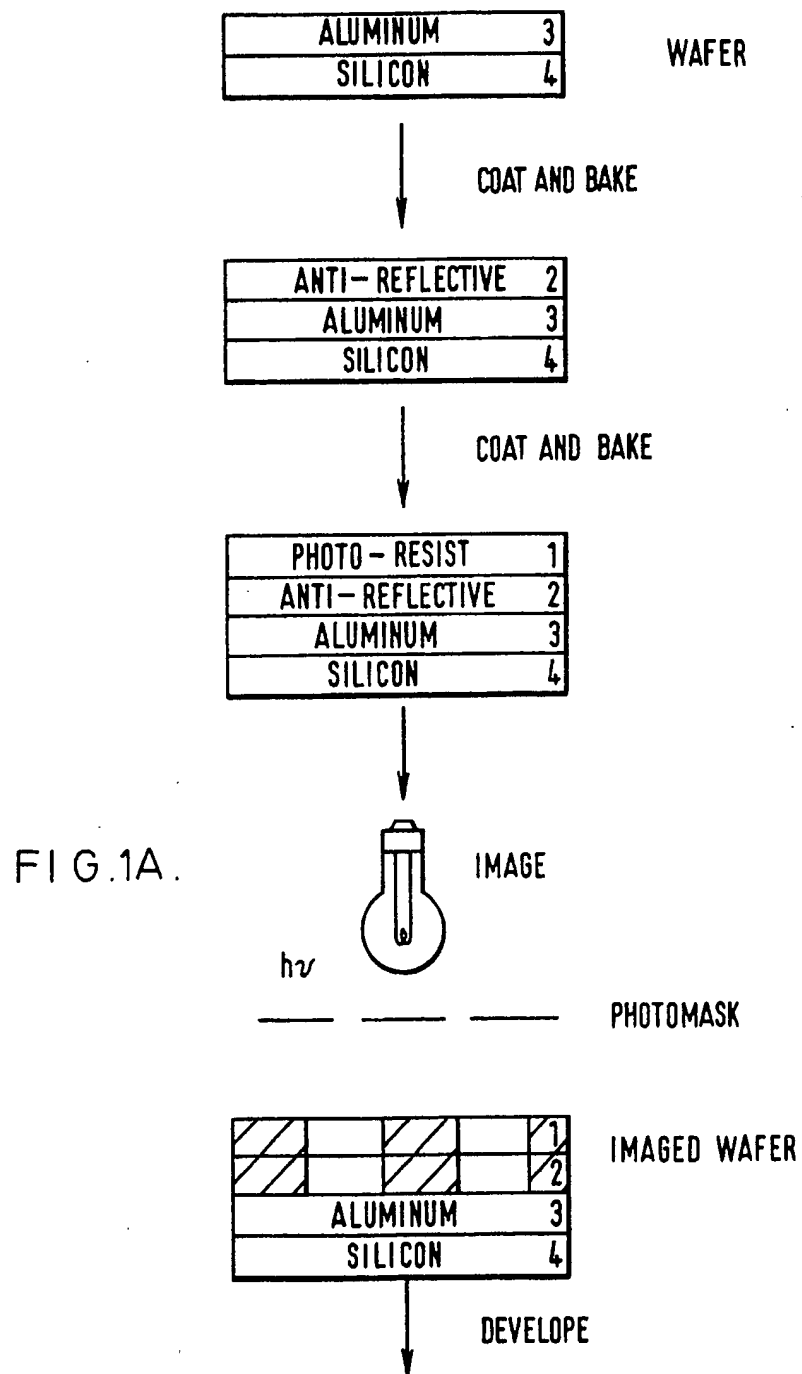 ALUMINUM 3
WAFER
SILICON 4
COAT AND BAKE
ANTI-REFLECTIVE 2
ALUMINUM 3
SILICON 4
COAT AND BAKE
PHOTO-RESIST 1
ANTI-REFLECTIVE 2
ALUMINUM 3
SILICON 4
FIG.1A.
IMAGE
hν
PHOTOMASK
1
IMAGED WAFER
2
ALUMINUM 3
SILICON 4
DEVELOPE